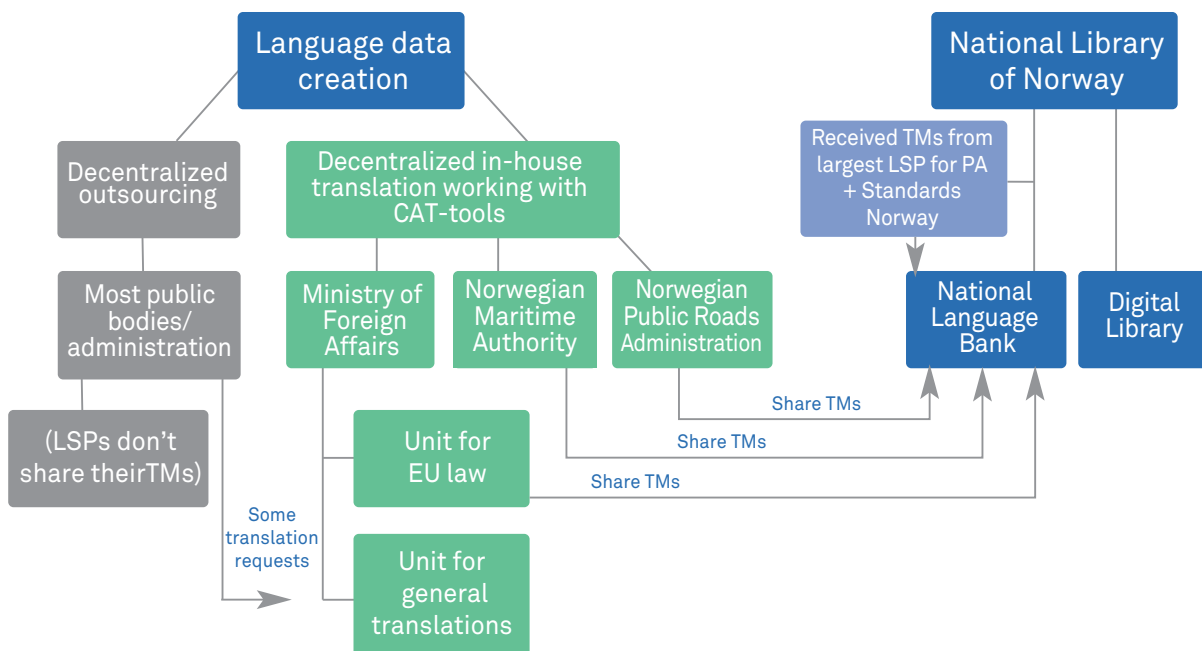 Language data
creation
National Library
of Norway
Decentralized
outsourcing
Decentralized in-house
translation working with
CAT-tools
Received TMs from
largest LSP for PA
+ Standards
Norway
Most public
bodies/
administration
Ministry of
Foreign
Affairs
Norwegian
Maritime
Authority
Norwegian
Public Roads
Administration
National
Language
Bank
Digital
Library
Share TMs
(LSPs don't
share theirTMs)
Unit for
EU law
Share TMs
Share TMs
Some
translation
requests
Unit for
general
translations